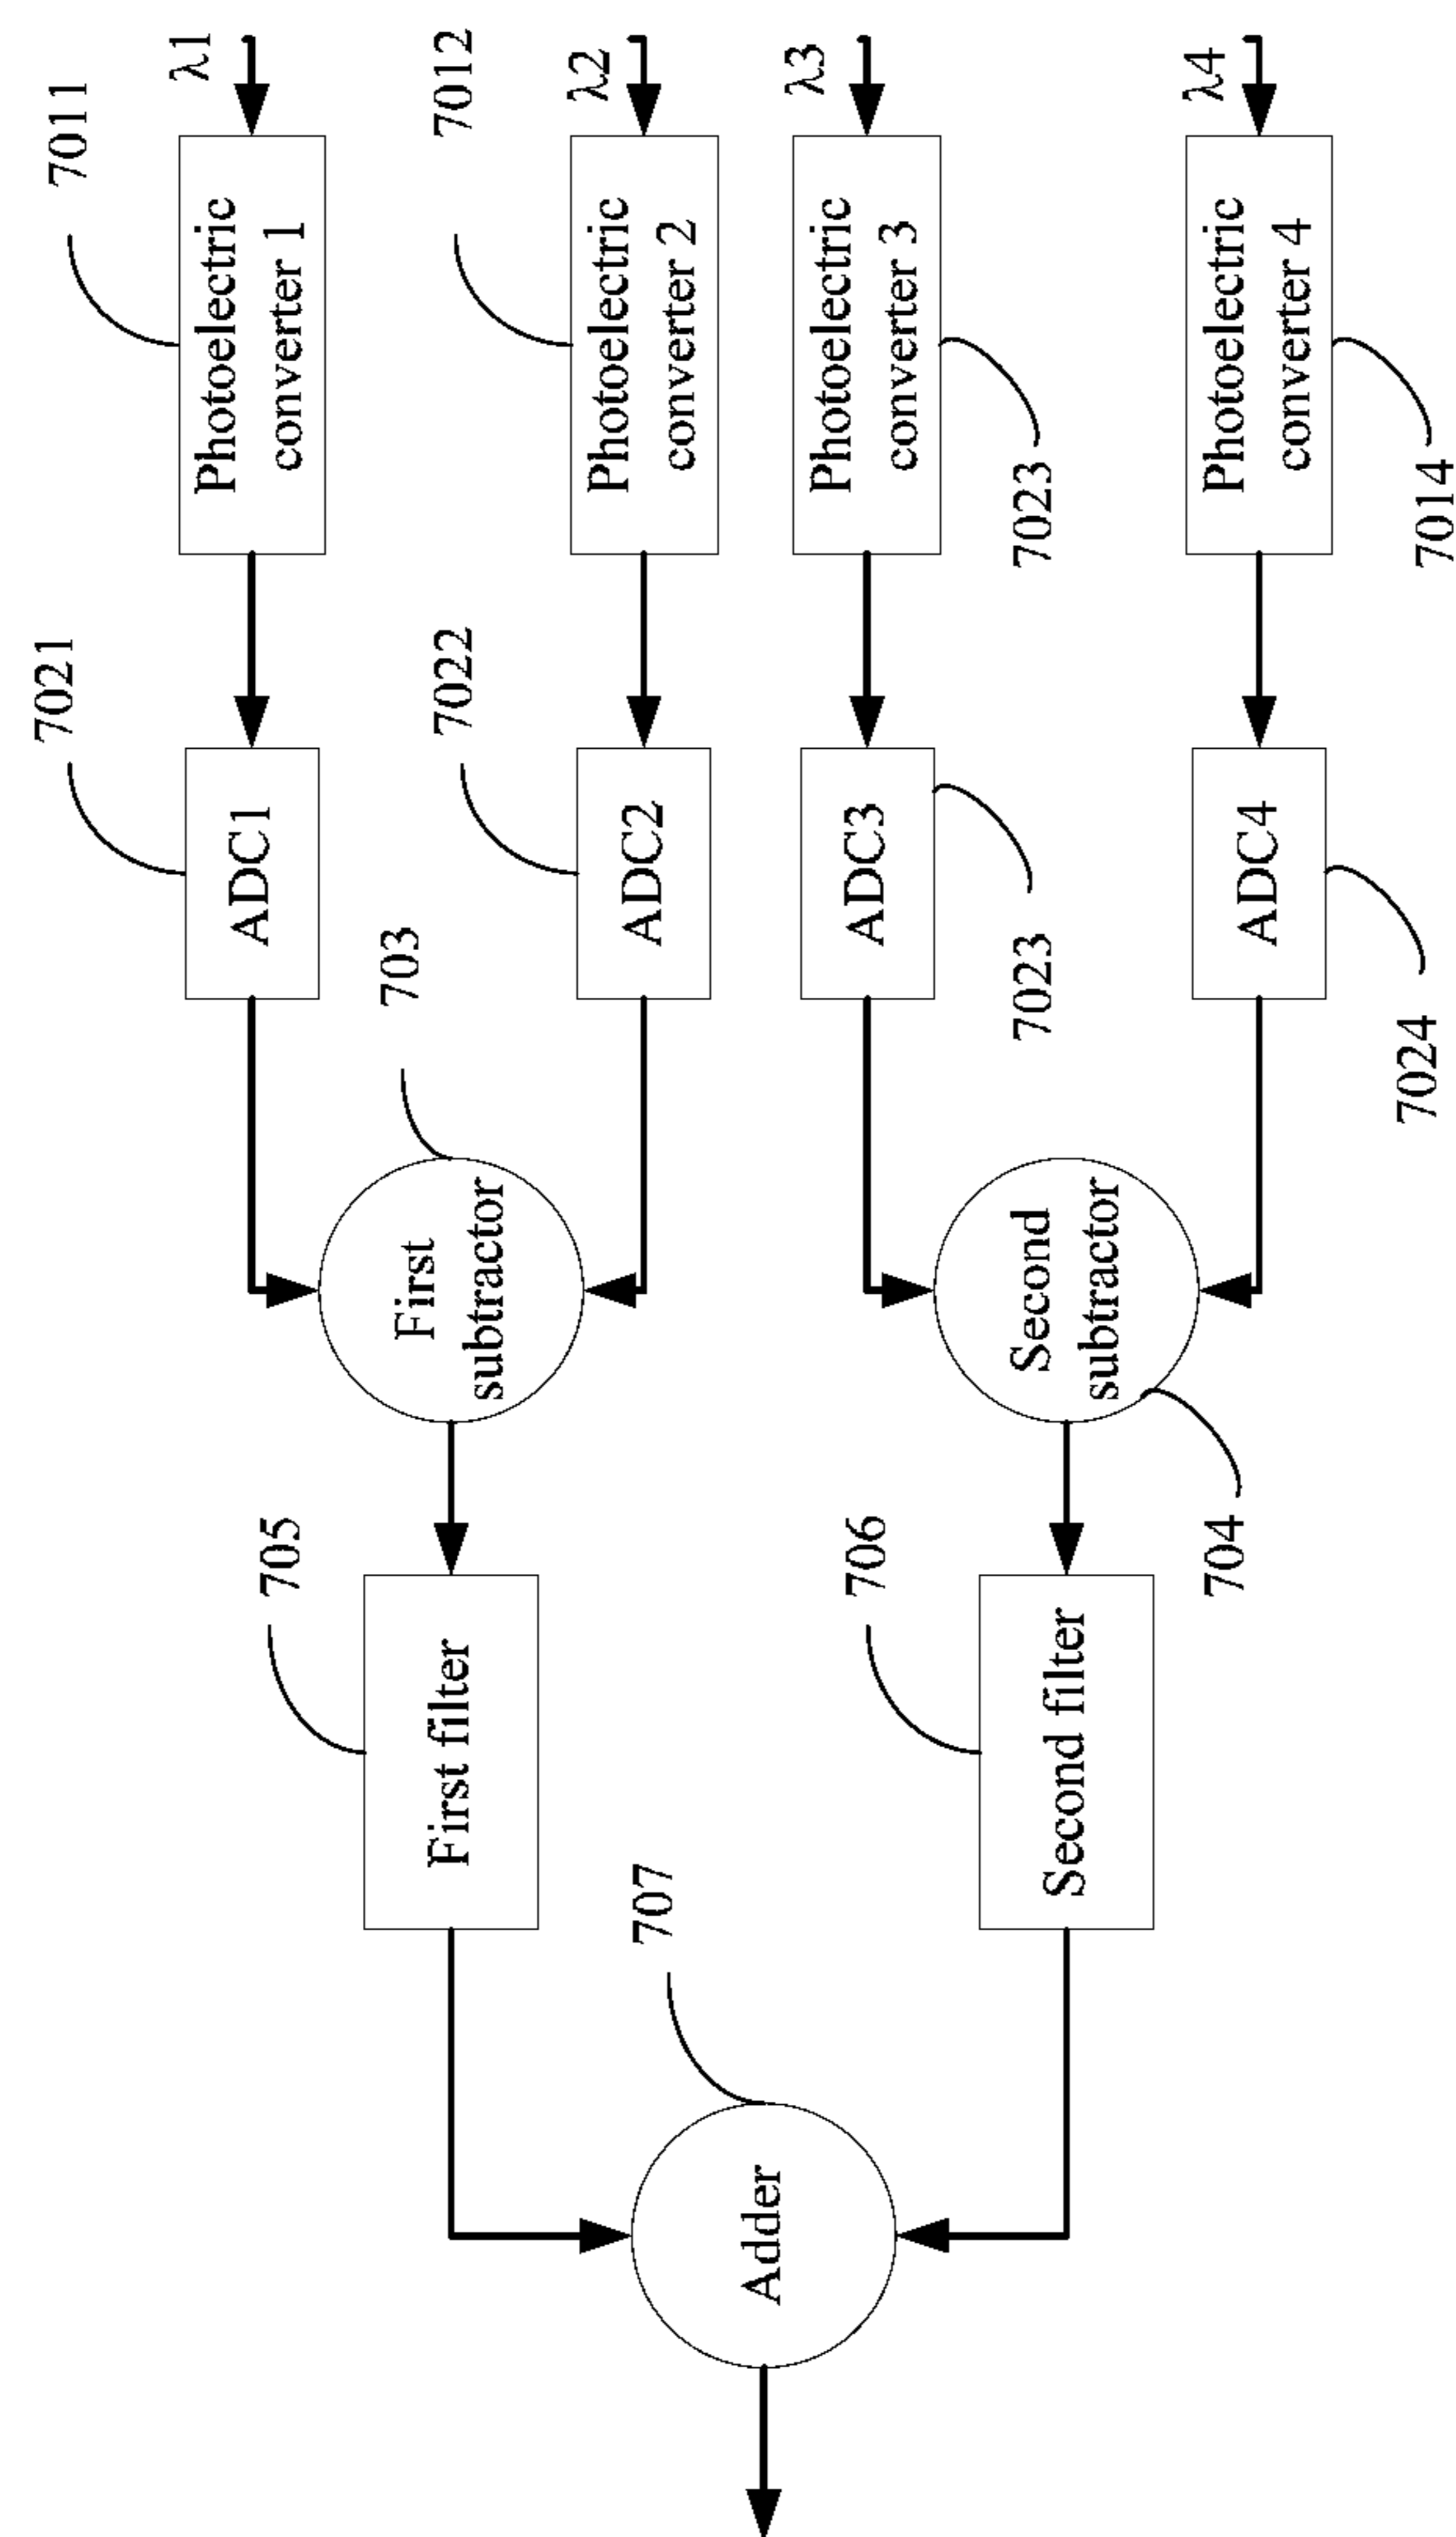 λ1
7011
Photoelectric
converter 1
7021
ADC1
λ2
7012
Photoelectric
converter 2
7022
ADC2
703
First
subtractor
705
First filter
λ3
Photoelectric
converter 3
7023
ADC3
7023
λ4
Photoelectric
converter 4
7014
ADC4
7024
Second
subtractor
704
706
Second filter
707
Adder